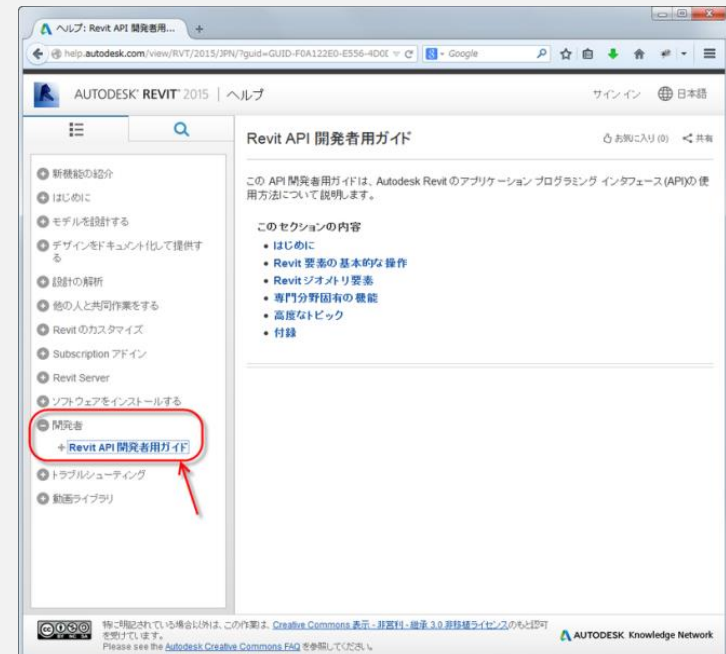 ヘルプ: Revit API 開発者用...
help.autodesk.com/view/RVT/2015/JPN/?guid=GUID-F0A122E0-E556-4D0
Google
AUTODESK® REVIT® 2015 | ヘルプ
サイン イン
日本語
新機能の紹介
はじめに
モデルを設計する
デザインをドキュメント化して提供す
る
設計の解析
他の人と共同作業をする
Revit のカスタマイズ
Subscription アドイン
Revit Server
ソフトウェアをインストールする
開発者
Revit API 開発者用ガイド
トラブルシューティング
動画ライブラリ
Revit API 開発者用ガイド
お気に入り (0)
共有
この API 開発者用ガイドは、Autodesk Revit のアプリケーション プログラミング インタフェース (API)の使
用方法について説明します。
このセクションの内容
• はじめに
• Revit 要素の基本的な操作
• Revit ジオメトリ要素
• 専門分野固有の機能
• 高度なトピック
• 付録
cc BY NC SA
特に明記されている場合以外は、この作業は、Creative Commons 表示 - 非営利 - 継承 3.0 非移植ライセンスのもと認可
を受けています。
Please see the Autodesk Creative Commons FAQ を参照してください。
AUTODESK Knowledge Network